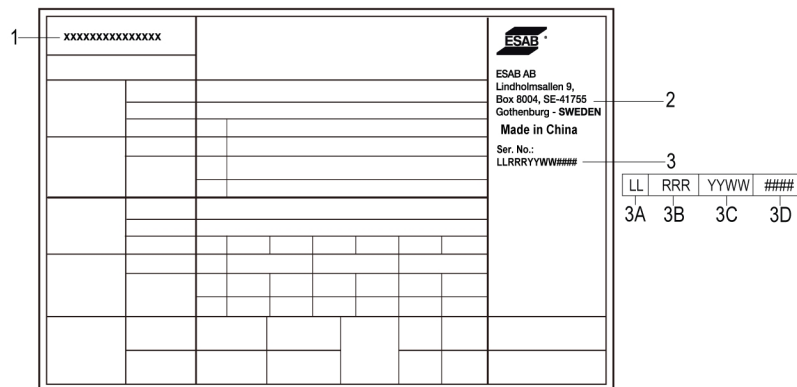 1
xxxxxxxxxxxxxxx
ESAB
ESAB AB
Lindholmsallen 9,
Box 8004, SE-41755
2
Gothenburg - SWEDEN
Made in China
Ser. No.:
LLRRRYYWW####
3
LL RRR YYWW ####
3A 3B 3C 3D